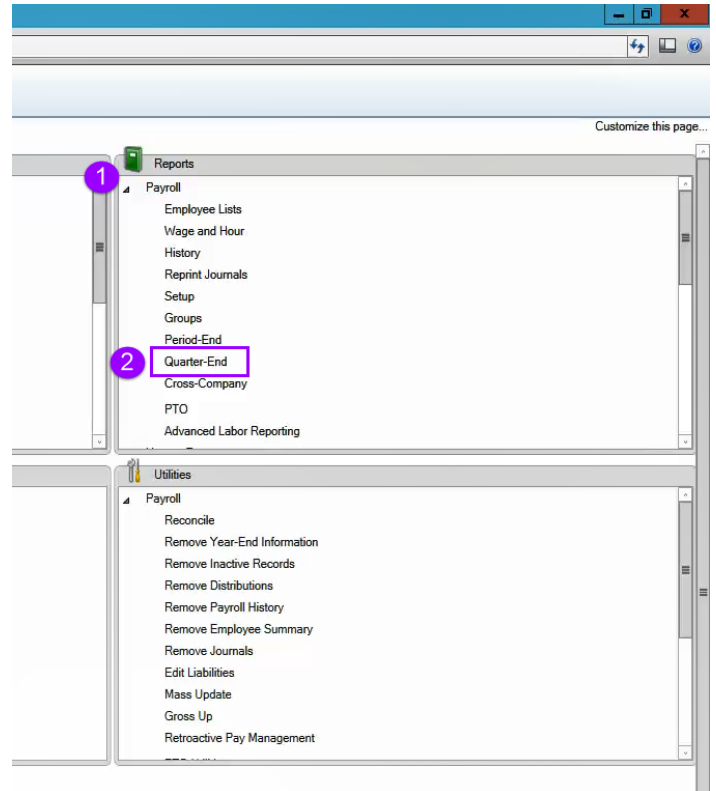 Customize this page...
Reports
1
Payroll
Employee Lists
Wage and Hour
History
Reprint Journals
Setup
Groups
Period-End
2
Quarter-End
Cross-Company
PTO
Advanced Labor Reporting
Utilities
Payroll
Reconcile
Remove Year-End Information
Remove Inactive Records
Remove Distributions
Remove Payroll History
Remove Employee Summary
Remove Journals
Edit Liabilities
Mass Update
Gross Up
Retroactive Pay Management